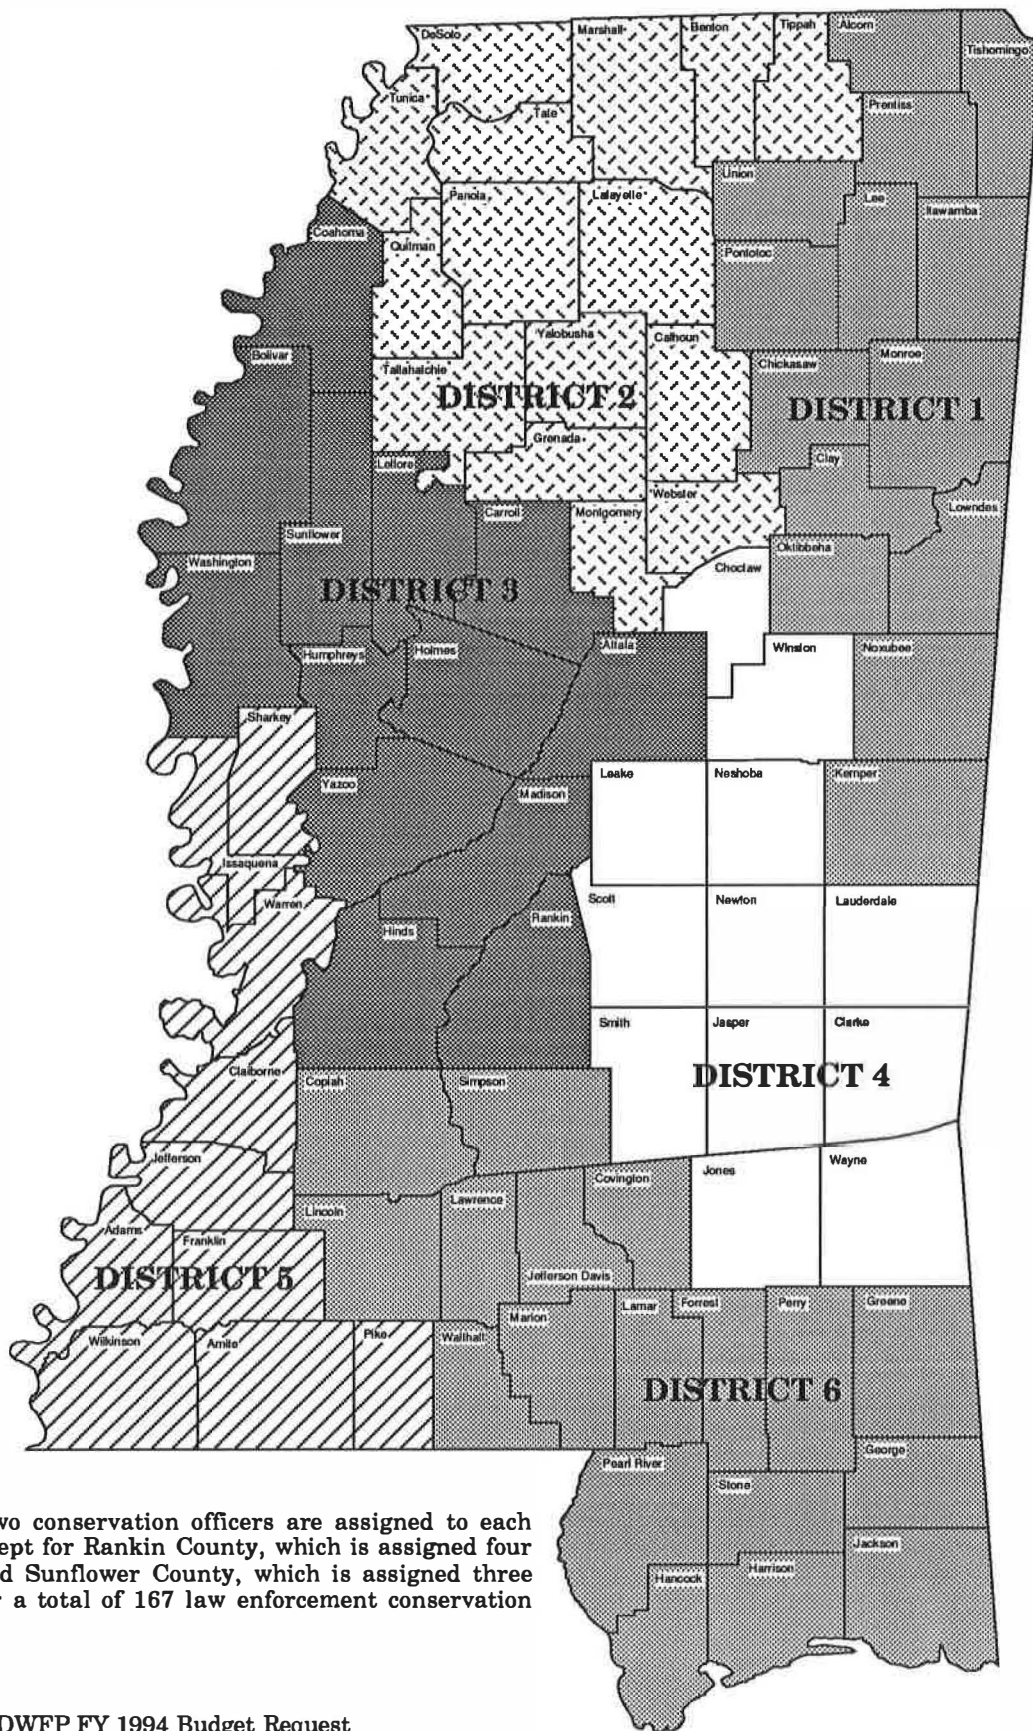 DeSoto
Marshall
Benton
Tippah
Alcorn
Tishomingo
Tunica
Tate
Prentiss
Union
Panola
Lafayette
Lee
Itawamba
Coahoma
Quitman
Pontotoc
Bolivar
Yalobusha
Calhoun
Monroe
Tallahatchie
Chickasaw
DISTRICT 2
DISTRICT 1
Grenada
Leflore
Clay
Webster
Carroll
Montgomery
Lowndes
Sunflower
Oktibbeha
Washington
Choctaw
DISTRICT 3
Humphreys
Holmes
Attala
Winston
Noxubee
Sharkey
Leake
Neshoba
Kemper
Yazoo
Madison
Issaquena
Warren
Scott
Newton
Lauderdale
Hinds
Rankin
Smith
Jasper
Clarke
Claiborne
Copiah
Simpson
DISTRICT 4
Jefferson
Jones
Wayne
Covington
Lawrence
Lincoln
Adams
Franklin
DISTRICT 5
Jefferson Davis
Lamar
Forrest
Perry
Greene
Marion
Wilkinson
Amite
Pike
Walthall
DISTRICT 6
George
Pearl River
Stone
Jackson
Harrison
Hancock
wo conservation officers are assigned to each
ept for Rankin County, which is assigned four
d Sunflower County, which is assigned three
r a total of 167 law enforcement conservation
DWFP FY 1994 Budget Request